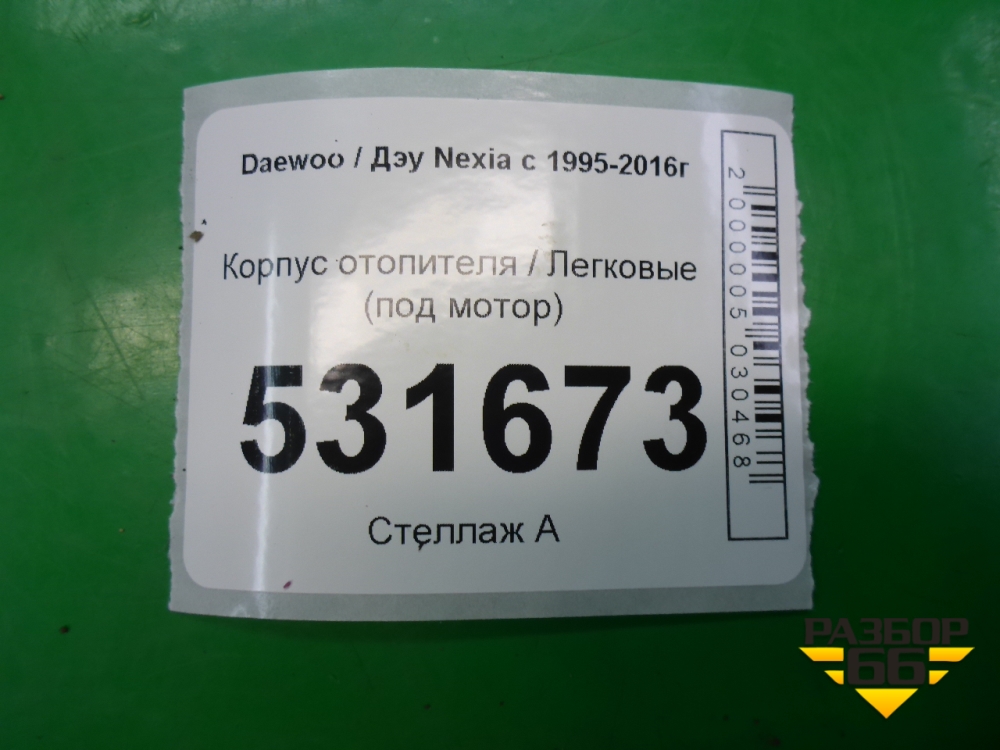 Daewoo / Дэу Nexia с 1995-2016г
Корпус отопителя / Легковые
(под мотор)
531673
Стеллаж А
2000005030468
РАЗБОР
66